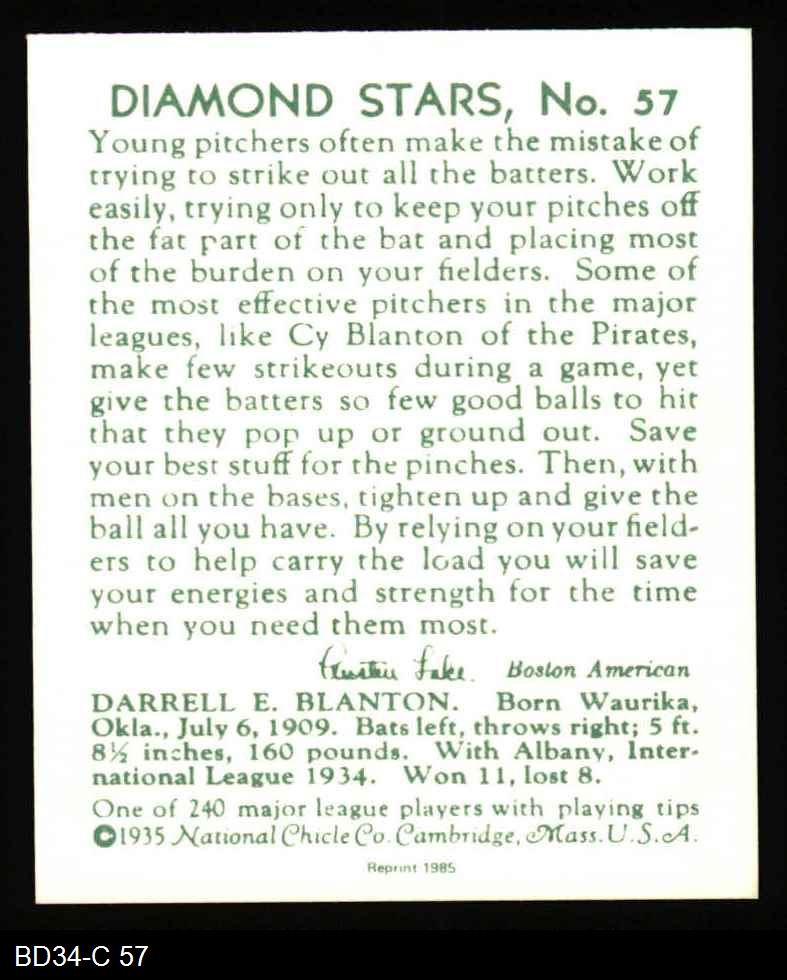 DIAMOND STARS, No. 57
Young pitchers often make the mistake of
trying to strike out all the batters. Work
easily, trying only to keep your pitches off
the fat part of the bat and placing most
of the burden on your fielders. Some of
the most effective pitchers in the major
leagues, like Cy Blanton of the Pirates,
make few strikeouts during a game, yet
give the batters so few good balls to hit
that they pop up or ground out. Save
your best stuff for the pinches. Then, with
men on the bases, tighten up and give the
ball all you have. By relying on your field-
ers to help carry the load you will save
your energies and strength for the time
when you need them most.
Austen Lake. Boston American
DARRELL E. BLANTON. Born Waurika,
Okla., July 6, 1909. Bats left, throws right; 5 ft.
8½ inches, 160 pounds. With Albany, Inter-
national League 1934. Won 11, lost 8.
One of 240 major league players with playing tips
©1935 National Chicle Co. Cambridge, Mass. U.S.A.
Reprint 1985
BD34-C 57